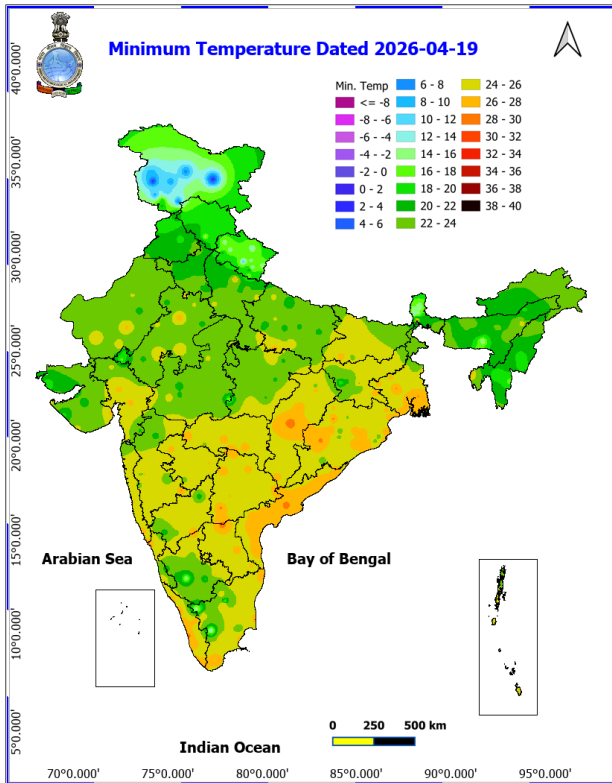 Minimum Temperature Dated 2026-04-19
Min. Temp
<= -8
-8 - -6
-6 - -4
-4 - -2
-2 - 0
0 - 2
2 - 4
4 - 6
6 - 8
8 - 10
10 - 12
12 - 14
14 - 16
16 - 18
18 - 20
20 - 22
22 - 24
24 - 26
26 - 28
28 - 30
30 - 32
32 - 34
34 - 36
36 - 38
38 - 40
40°0.000'
35°0.000'
30°0.000'
25°0.000'
20°0.000'
15°0.000'
10°0.000'
5°0.000'
Arabian Sea
Bay of Bengal
Indian Ocean
0 250 500 km
70°0.000' 75°0.000' 80°0.000' 85°0.000' 90°0.000' 95°0.000'